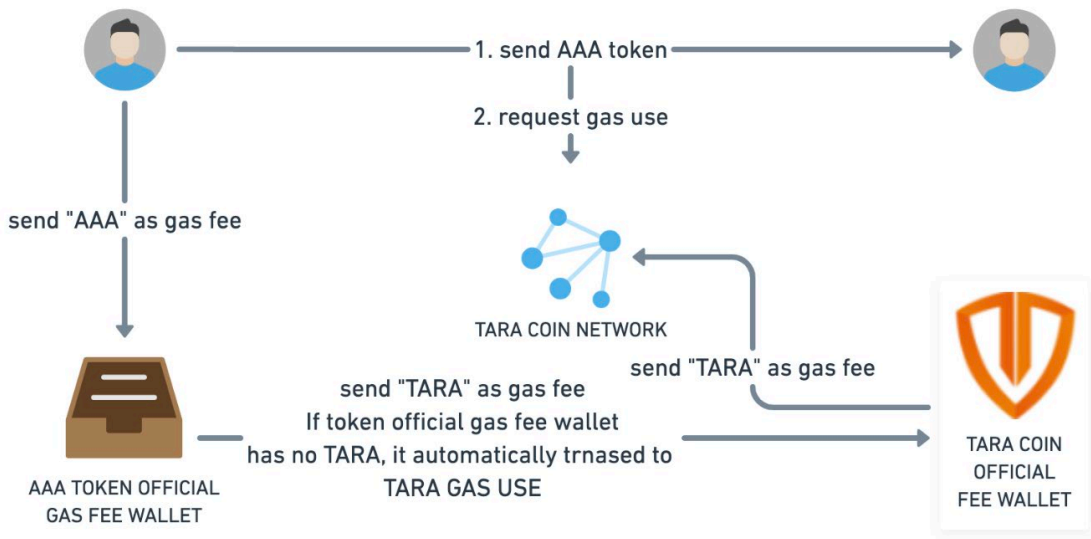 1. send AAA token
2. request gas use
send "AAA" as gas fee
TARA COIN NETWORK
send "TARA" as gas fee
send "TARA" as gas fee
If token official gas fee wallet
has no TARA, it automatically trnased to
TARA GAS USE
AAA TOKEN OFFICIAL
GAS FEE WALLET
TARA COIN
OFFICIAL
FEE WALLET